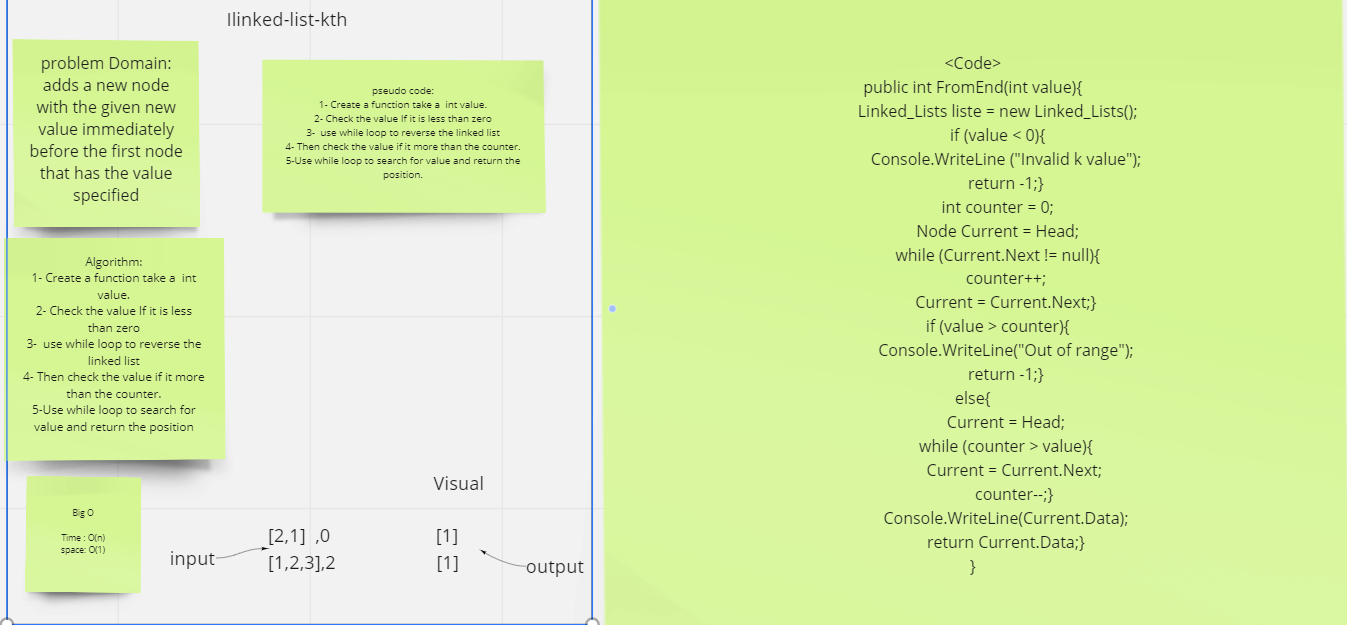 Ilinked-list-kth
problem Domain:
adds a new node
with the given new
value immediately
before the first node
that has the value
specified
pseudo code:
1- Create a function take a  int value.
2- Check the value If it is less than zero
3-  use while loop to reverse the linked list
4- Then check the value if it more than the counter.
5-Use while loop to search for value and return the
position.
Algorithm:
1- Create a function take a  int
value.
2- Check the value If it is less
than zero
3-  use while loop to reverse the
linked list
4- Then check the value if it more
than the counter.
5-Use while loop to search for
value and return the position
Big O
Time : O(n)
space: O(1)
Visual
input
[2,1]  ,0
[1]
[1,2,3],2
[1]
output
<Code>
public int FromEnd(int value){
Linked_Lists liste = new Linked_Lists();
if (value < 0){
Console.WriteLine ("Invalid k value");
return -1;}
int counter = 0;
Node Current = Head;
while (Current.Next != null){
counter++;
Current = Current.Next;}
if (value > counter){
Console.WriteLine("Out of range");
return -1;}
else{
Current = Head;
while (counter > value){
Current = Current.Next;
counter--;}
Console.WriteLine(Current.Data);
return Current.Data;}
}